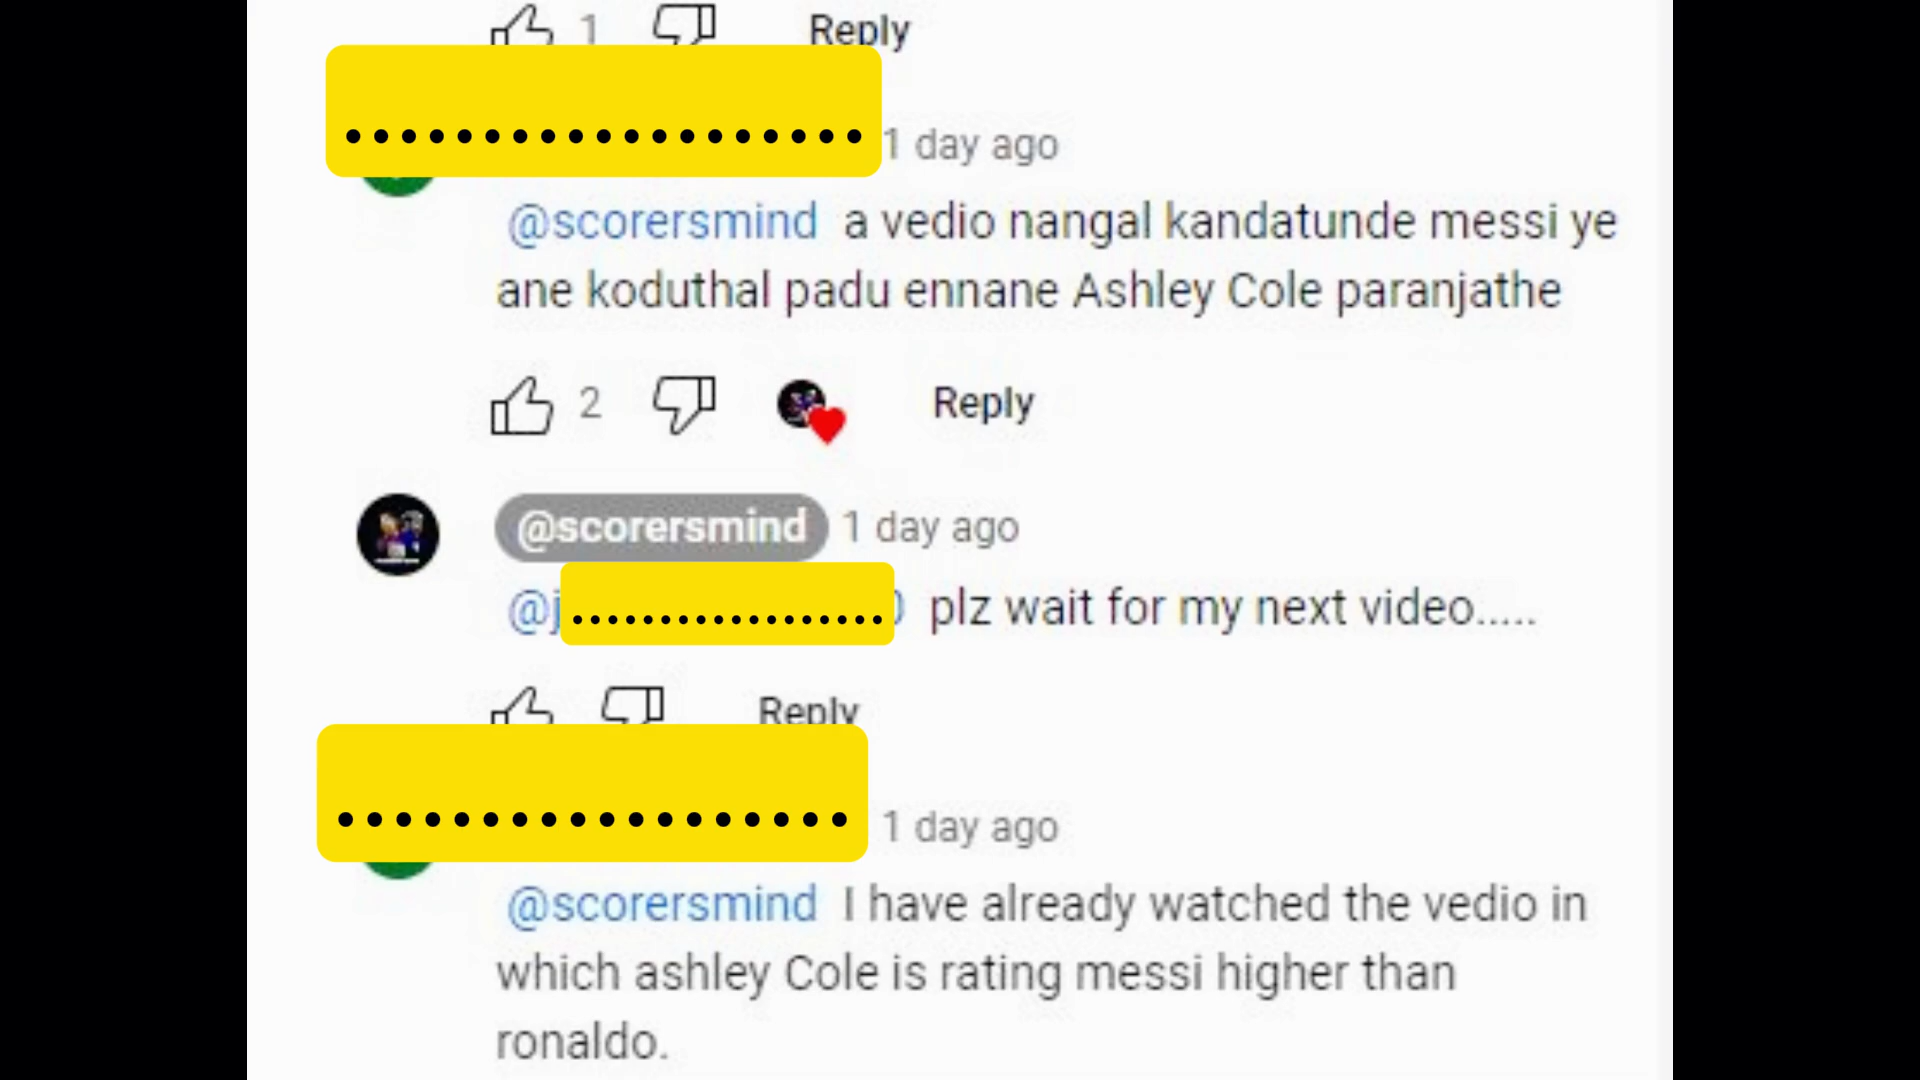 1 Reply
1 day ago
@scorersmind a vedio nangal kandatunde messi ye
ane koduthal padu ennane Ashley Cole paranjathe
2 Reply
@scorersmind 1 day ago
@j plz wait for my next video.....
Reply
1 day ago
@scorersmind I have already watched the vedio in
which ashley Cole is rating messi higher than
ronaldo.